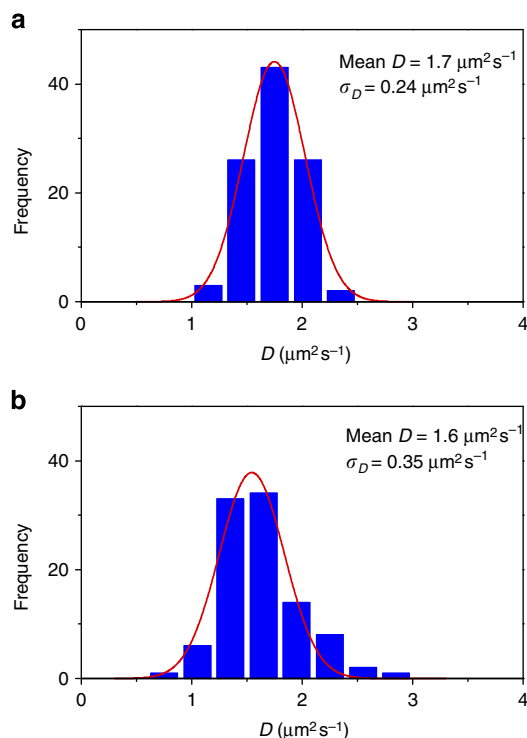 a
Mean D = 1.7 μm²s⁻¹
σD = 0.24 μm²s⁻¹
40
20
0
Frequency
0 1 2 3 4
D (μm²s⁻¹)
b
Mean D = 1.6 μm²s⁻¹
σD = 0.35 μm²s⁻¹
40
20
0
Frequency
0 1 2 3 4
D (μm²s⁻¹)